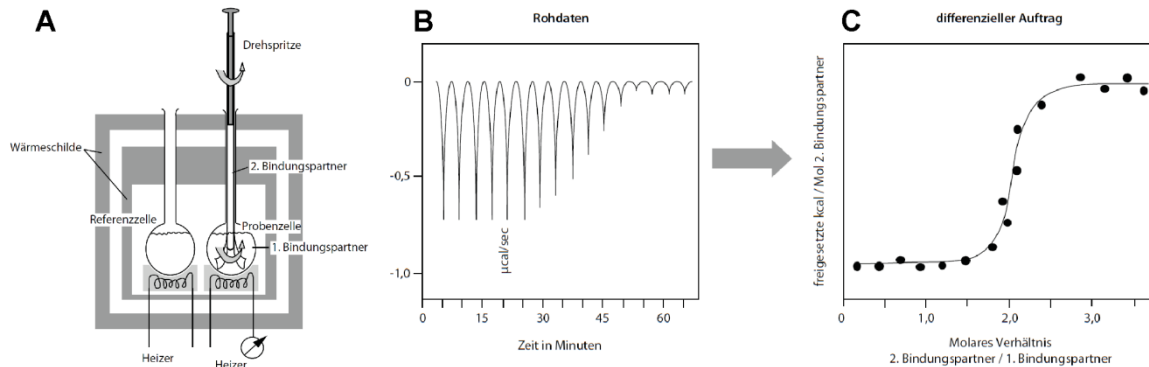 A
Drehspritze
Wärmeschilde
2. Bindungspartner
Referenzzelle
Probenzelle
1. Bindungspartner
Heizer
Heizer
B
Rohdaten
0
-0,5
-1,0
µcal/sec
0
15
30
45
60
Zeit in Minuten
C
differenzieller Auftrag
freigesetzte kcal / Mol 2. Bindungspartner
0
1,0
2,0
3,0
Molares Verhältnis
2. Bindungspartner / 1. Bindungspartner